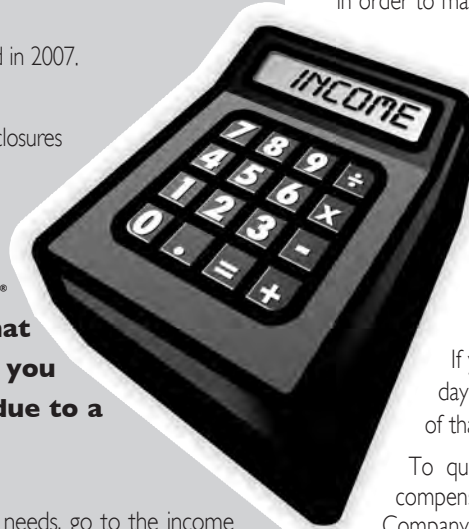 in order to ma
d in 2007.
closures
®
hat
you
due to a
needs, go to the income
INCOME
7 8 9 ÷
4 5 6 X
1 2 3 -
0 . = +
If y
day
of tha
To qu
compens
Company